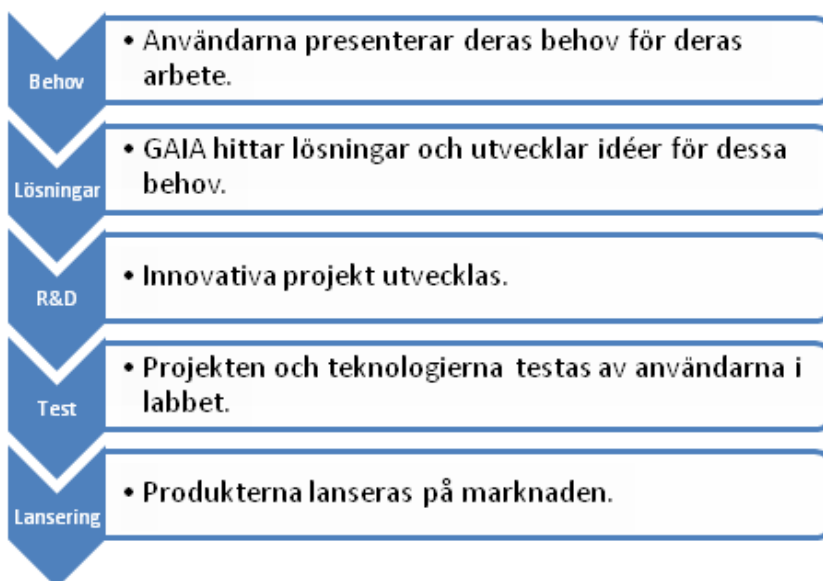 Behov
• Användarna presenterar deras behov för deras
arbete.
Lösningar
• GAIA hittar lösningar och utvecklar idéer för dessa
behov.
R&D
• Innovativa projekt utvecklas.
Test
• Projekten och teknologierna testas av användarna i
labbet.
Lansering
• Produkterna lanseras på marknaden.